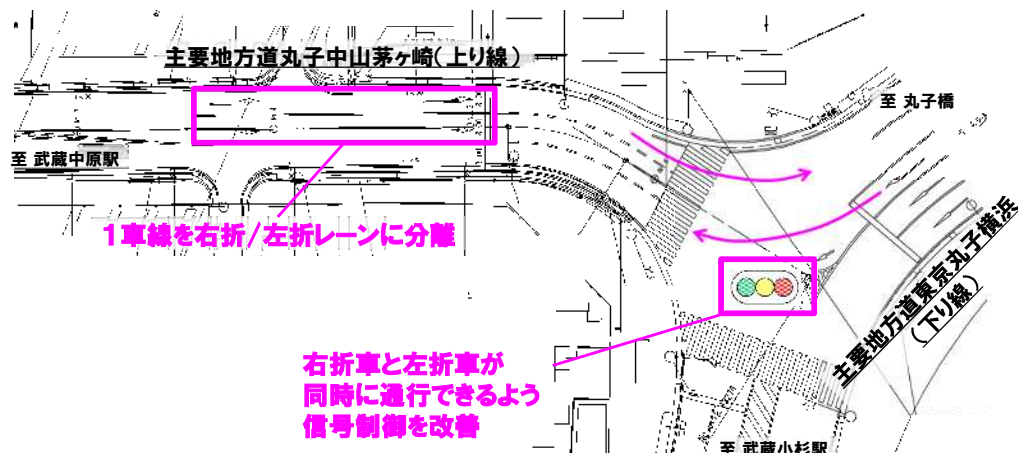 主要地方道丸子中山茅ヶ崎（上り線）
至 丸子橋
至 武蔵中原駅
1車線を右折/左折レーンに分離
主要地方道東京丸子横浜
（下り線）
右折車と左折車が
同時に通行できるよう
信号制御を改善
至 武蔵小杉駅